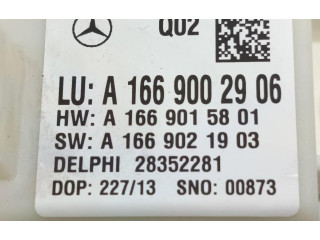 Q02
LU: A 166 900 29 06
HW: A 166 901 58 01
SW: A 166 902 19 03
DELPHI 28352281
DOP: 227/13 SNO: 00873